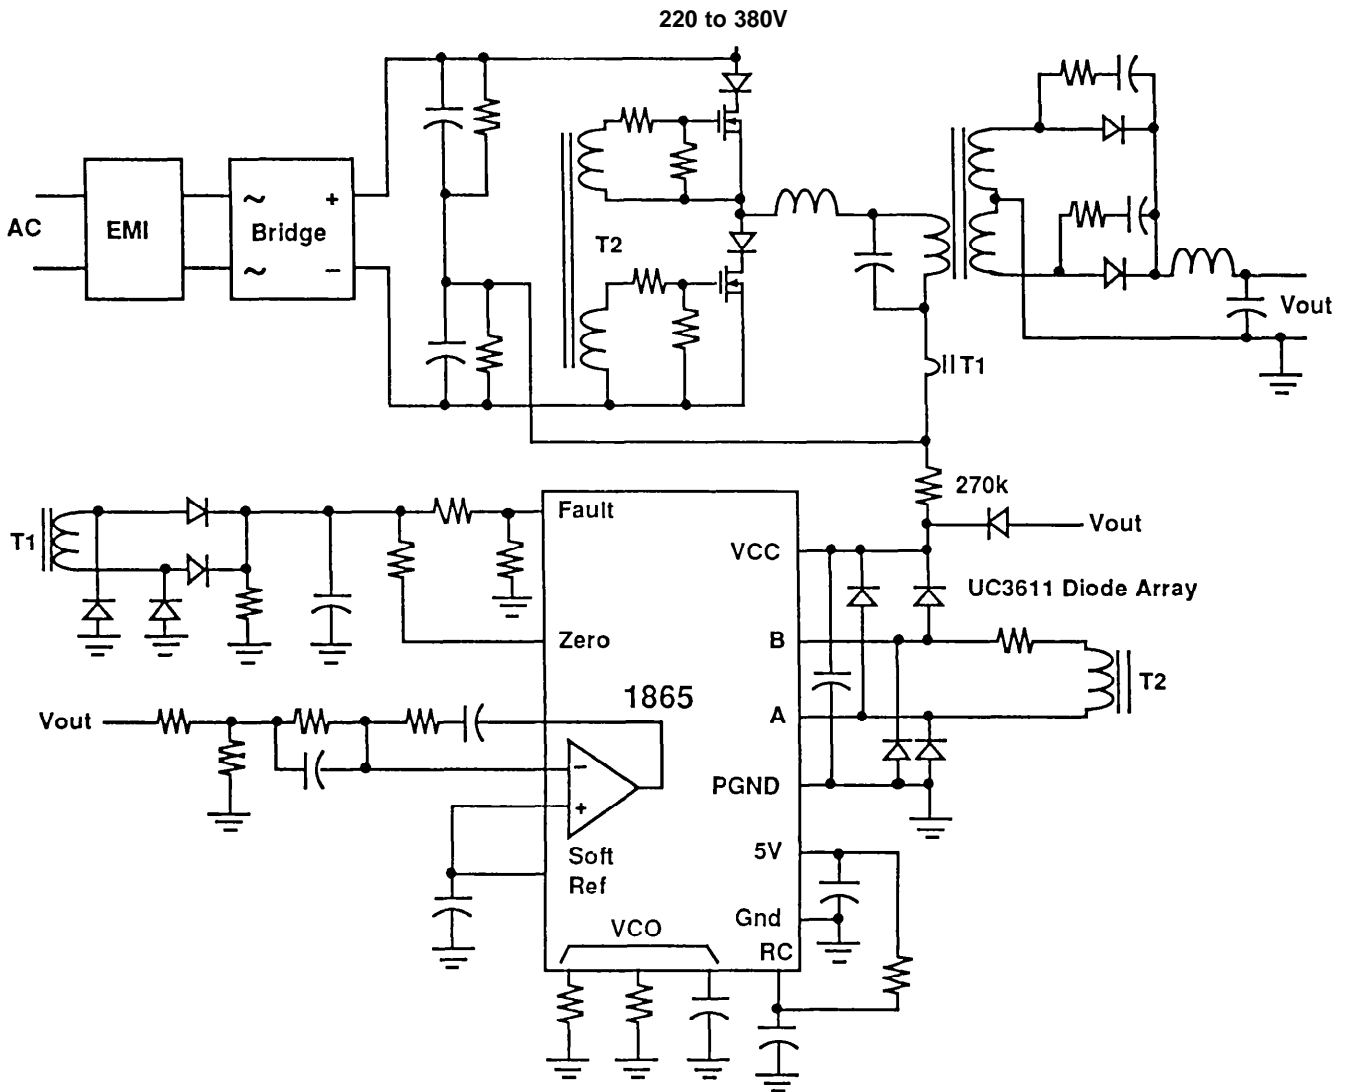 220 to 380V
AC
EMI
~
~
Bridge
+
−
T2
Vout
T1
270k
Vout
UC3611 Diode Array
T1
Fault
Zero
VCC
B
A
PGND
T2
1865
Vout
−
+
Soft
Ref
5V
Gnd
RC
VCO